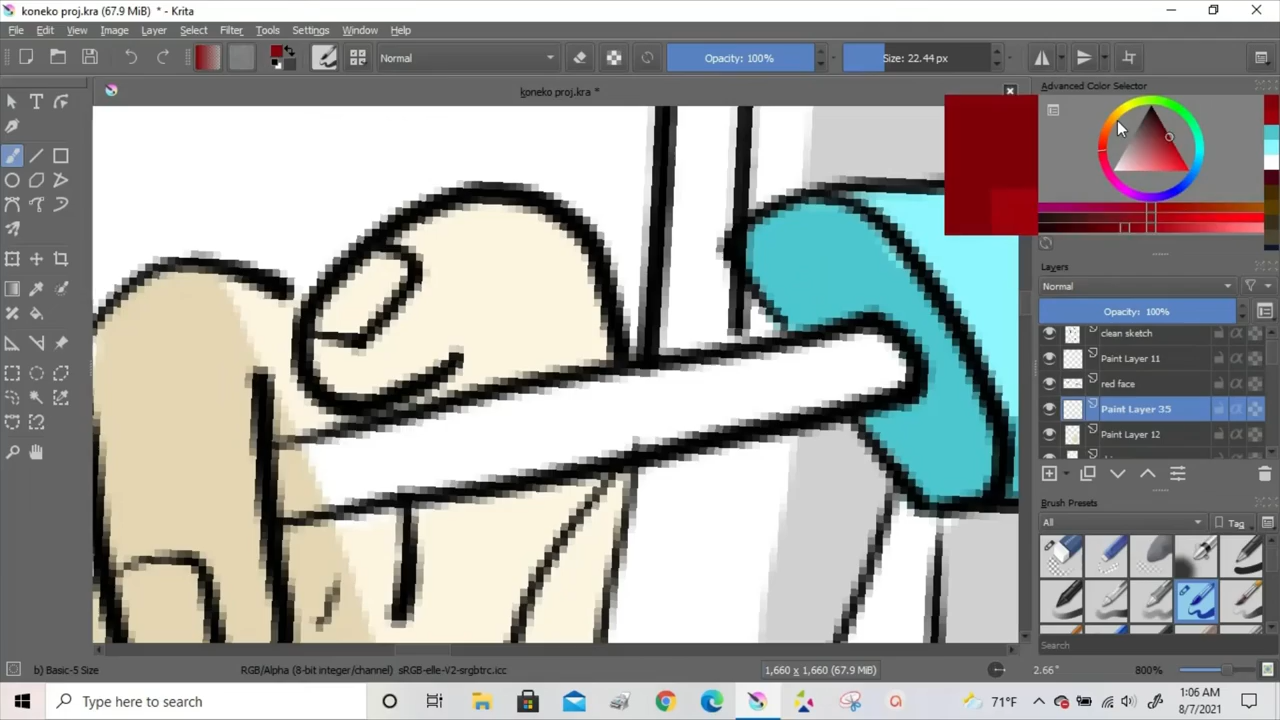 koneko proj.kra (67.9 MiB) * - Krita
File Edit View Image Layer Select Filter Tools Settings Window Help
Normal
Opacity: 100%
Size: 22.44 px
koneko proj.kra *
Advanced Color Selector
Layers
Normal
Opacity: 100%
clean sketch
Paint Layer 11
red face
Paint Layer 35
Paint Layer 12
Brush Presets
All
Tag
Search
b) Basic-5 Size
RGB/Alpha (8-bit integer/channel) sRGB-elle-V2-srgbtrc.icc
1,660 x 1,660 (67.9 MiB)
2.66°
800%
Type here to search
71°F
1:06 AM
8/7/2021